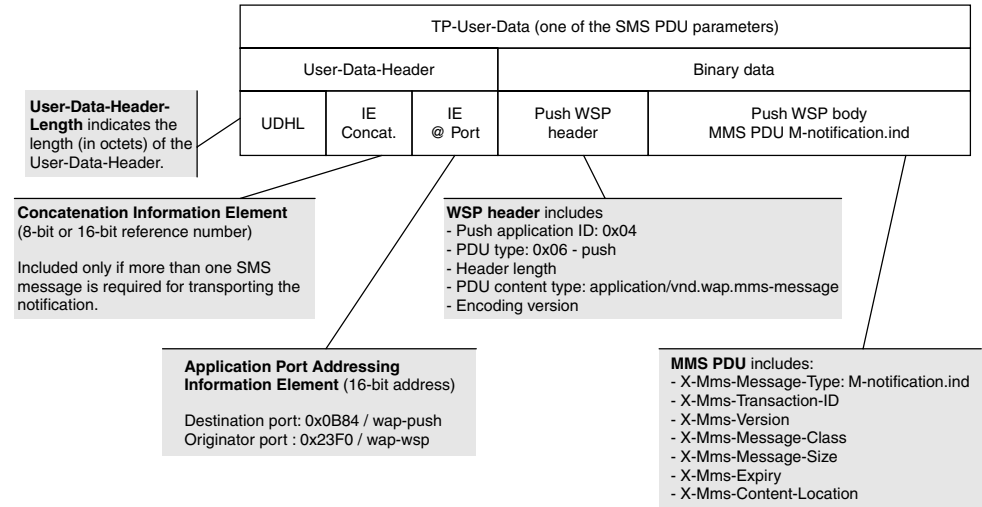 TP-User-Data (one of the SMS PDU parameters)
User-Data-Header
Binary data
UDHL
IE
Concat.
IE
@ Port
Push WSP
header
Push WSP body
MMS PDU M-notification.ind
User-Data-Header-
Length indicates the
length (in octets) of the
User-Data-Header.
Concatenation Information Element
(8-bit or 16-bit reference number)
Included only if more than one SMS
message is required for transporting the
notification.
WSP header includes
- Push application ID: 0x04
- PDU type: 0x06 - push
- Header length
- PDU content type: application/vnd.wap.mms-message
- Encoding version
Application Port Addressing
Information Element (16-bit address)
Destination port: 0x0B84 / wap-push
Originator port : 0x23F0 / wap-wsp
MMS PDU includes:
- X-Mms-Message-Type: M-notification.ind
- X-Mms-Transaction-ID
- X-Mms-Version
- X-Mms-Message-Class
- X-Mms-Message-Size
- X-Mms-Expiry
- X-Mms-Content-Location